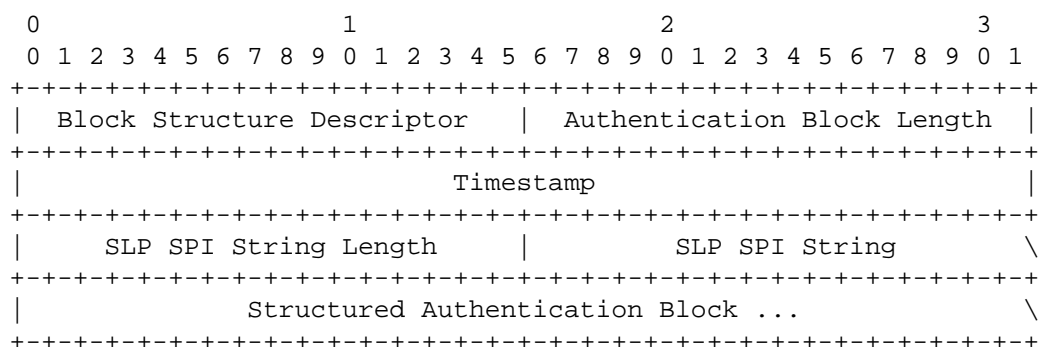 0                   1                   2                   3
 0 1 2 3 4 5 6 7 8 9 0 1 2 3 4 5 6 7 8 9 0 1 2 3 4 5 6 7 8 9 0 1
+-+-+-+-+-+-+-+-+-+-+-+-+-+-+-+-+-+-+-+-+-+-+-+-+-+-+-+-+-+-+-+-+
|  Block Structure Descriptor   |  Authentication Block Length  |
+-+-+-+-+-+-+-+-+-+-+-+-+-+-+-+-+-+-+-+-+-+-+-+-+-+-+-+-+-+-+-+-+
|                           Timestamp                           |
+-+-+-+-+-+-+-+-+-+-+-+-+-+-+-+-+-+-+-+-+-+-+-+-+-+-+-+-+-+-+-+-+
|     SLP SPI String Length     |         SLP SPI String        \
+-+-+-+-+-+-+-+-+-+-+-+-+-+-+-+-+-+-+-+-+-+-+-+-+-+-+-+-+-+-+-+-+
|              Structured Authentication Block ...              \
+-+-+-+-+-+-+-+-+-+-+-+-+-+-+-+-+-+-+-+-+-+-+-+-+-+-+-+-+-+-+-+-+